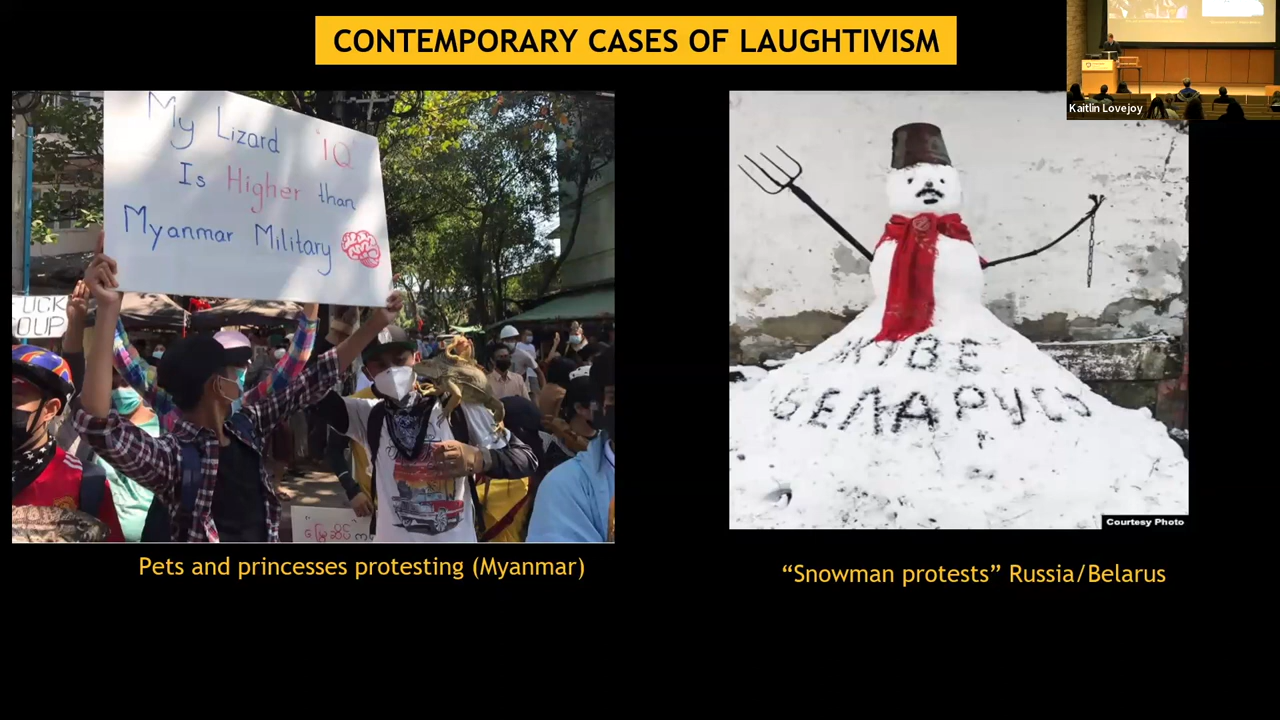 CONTEMPORARY CASES OF LAUGHTIVISM
Kaitlin Lovejoy
My Lizard IQ
Is Higher than
Myanmar Military
OUP
ЖЫВЕ
БЕЛАРУСЬ
Courtesy Photo
Pets and princesses protesting (Myanmar)
“Snowman protests” Russia/Belarus